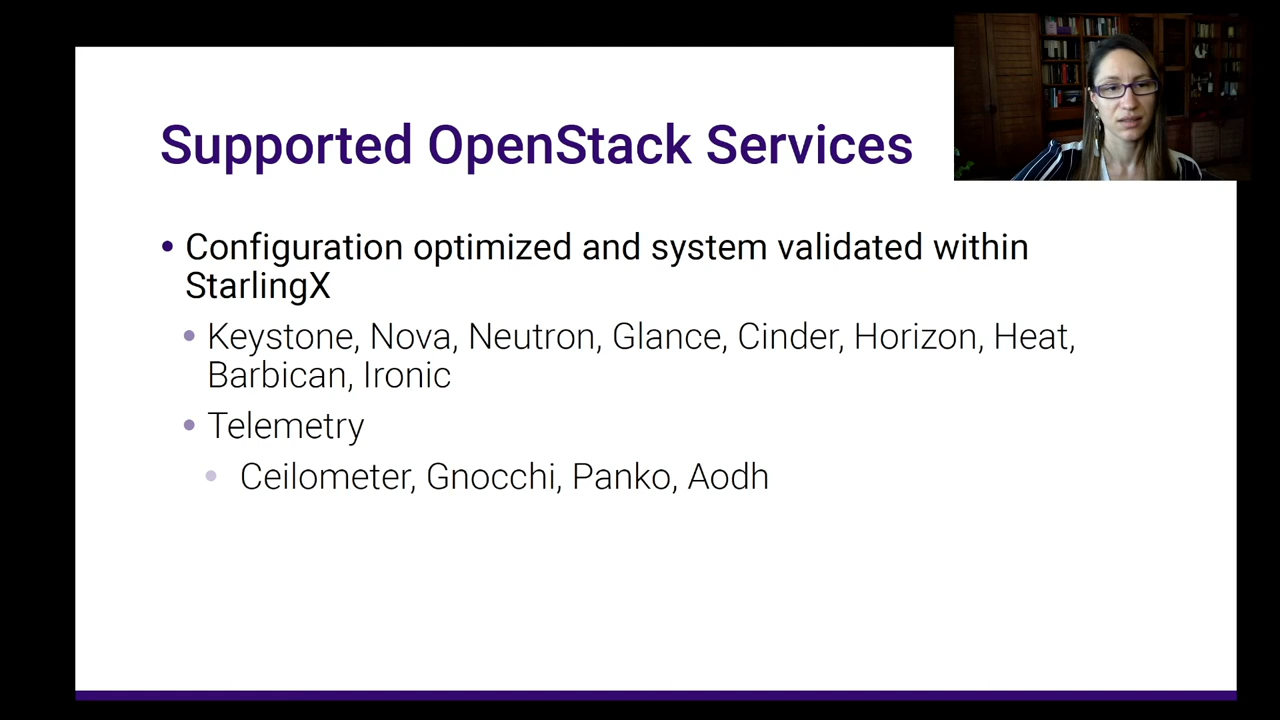 Supported OpenStack Services
• Configuration optimized and system validated within
StarlingX
• Keystone, Nova, Neutron, Glance, Cinder, Horizon, Heat,
Barbican, Ironic
• Telemetry
• Ceilometer, Gnocchi, Panko, Aodh